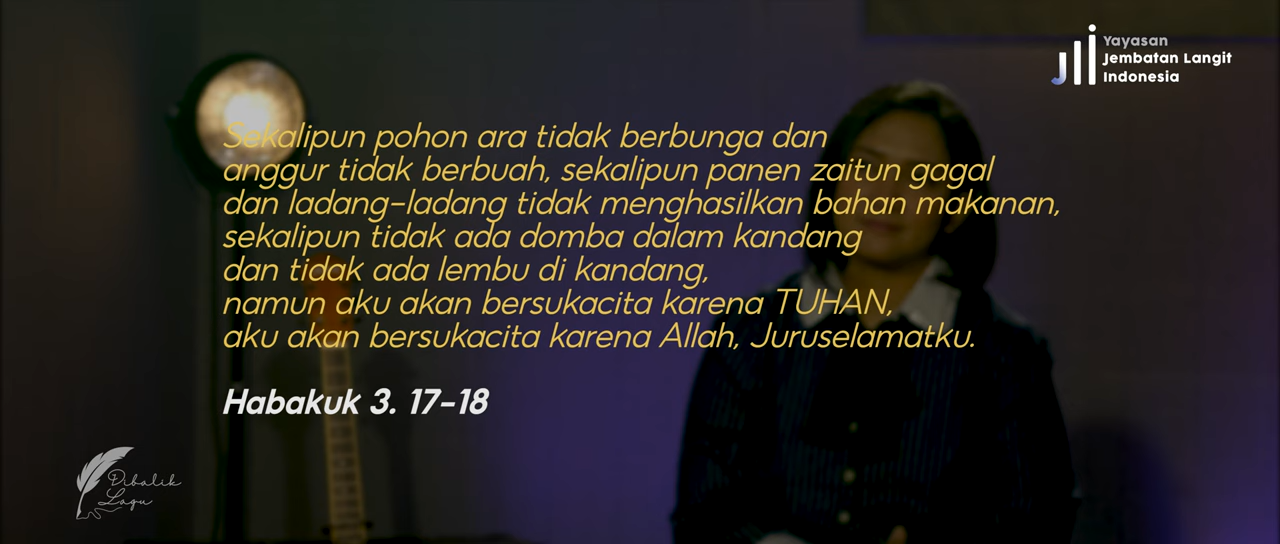 Yayasan
Jembatan Langit
Indonesia
Sekalipun pohon ara tidak berbunga dan
anggur tidak berbuah, sekalipun panen zaitun gagal
dan ladang-ladang tidak menghasilkan bahan makanan,
sekalipun tidak ada domba dalam kandang
dan tidak ada lembu di kandang,
namun aku akan bersukacita karena TUHAN,
aku akan bersukacita karena Allah, Juruselamatku.
Habakuk 3. 17-18
Dibalik
Lagu